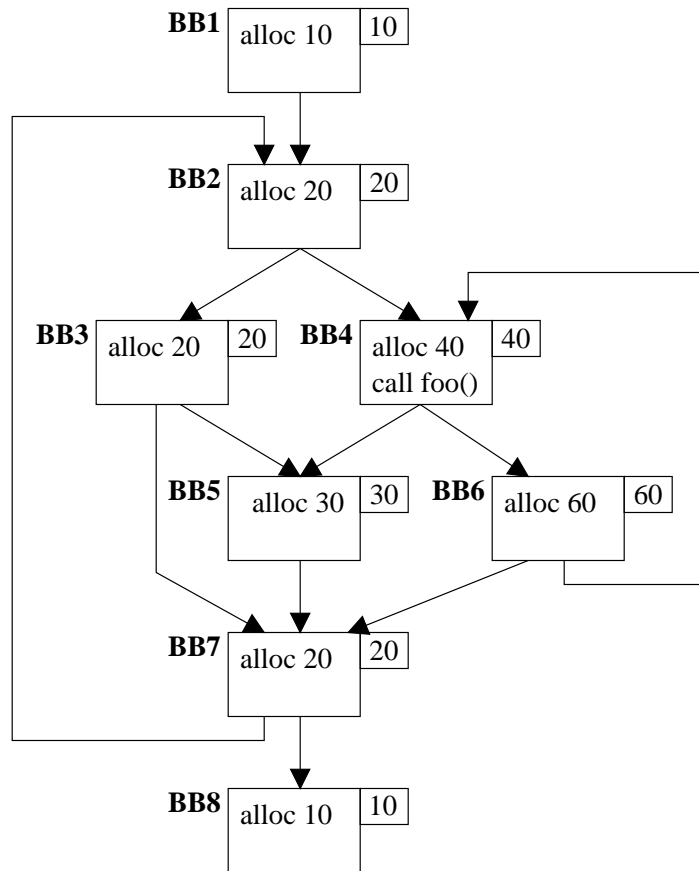 BB1 alloc 10 10
BB2 alloc 20 20
BB3 alloc 20 20
BB4 alloc 40 40
call foo()
BB5 alloc 30 30
BB6 alloc 60 60
BB7 alloc 20 20
BB8 alloc 10 10